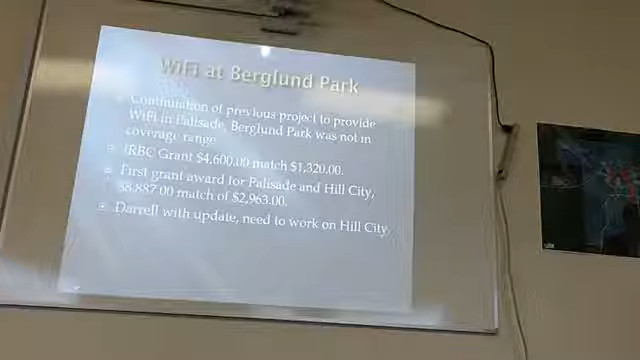 WiFi at Berglund Park
Continuation of previous project to provide
WiFi in Palisade, Berglund Park was not in
coverage range
IRBC Grant $4,600.00 match $1,320.00.
First grant award for Palisade and Hill City,
$8,887.00 match of $2,963.00.
Darrell with update, need to work on Hill City.